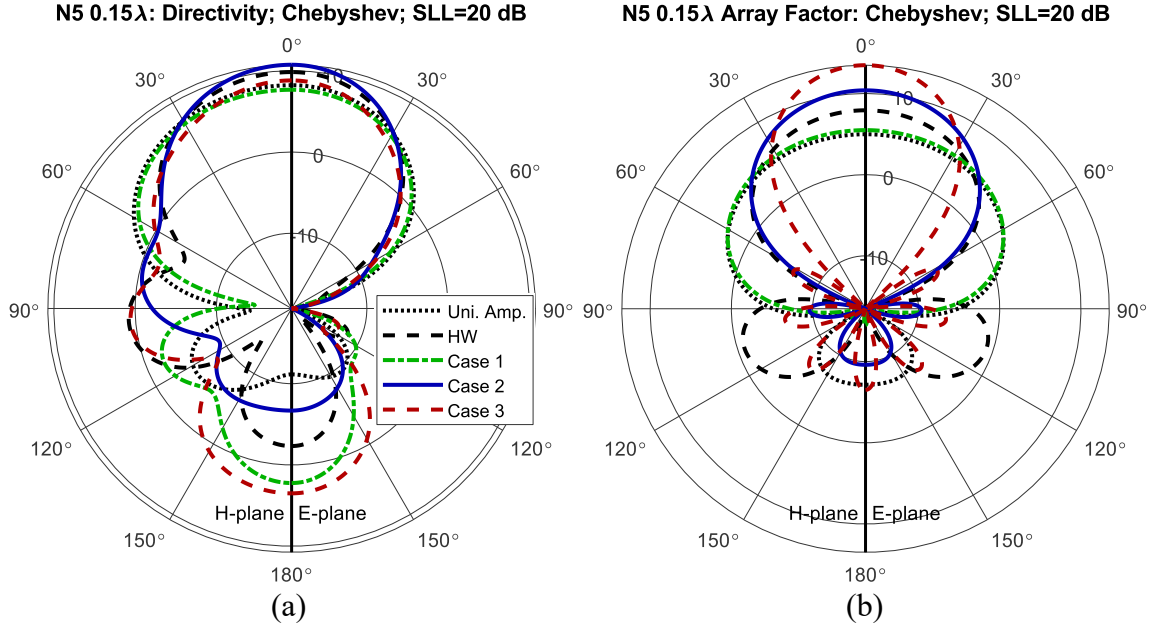 N5 0.15λ: Directivity; Chebyshev; SLL=20 dB
0°
30°
30°
60°
60°
90°
90°
120°
120°
150°
150°
180°
10
0
-10
Uni. Amp.
HW
Case 1
Case 2
Case 3
H-plane
E-plane
(a)
N5 0.15λ Array Factor: Chebyshev; SLL=20 dB
0°
30°
30°
60°
60°
90°
90°
120°
120°
150°
150°
180°
10
0
-10
H-plane
E-plane
(b)